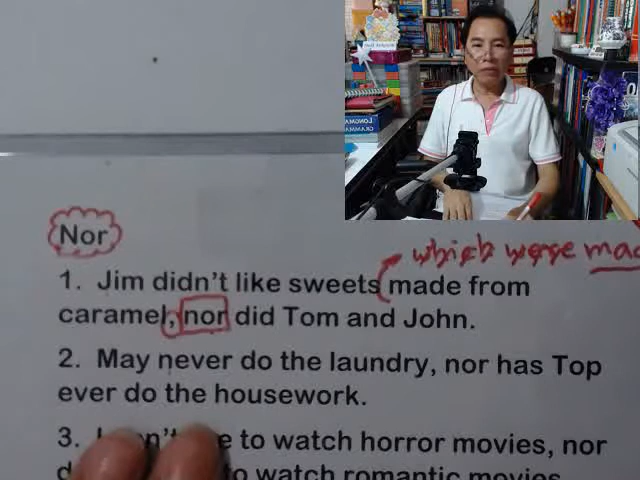 LONGMAN
GRAMMAR
Nor
which were mad
1. Jim didn't like sweets made from
caramel, nor did Tom and John.
2. May never do the laundry, nor has Top
ever do the housework.
3. to watch horror movies, nor
to watch romantic movies